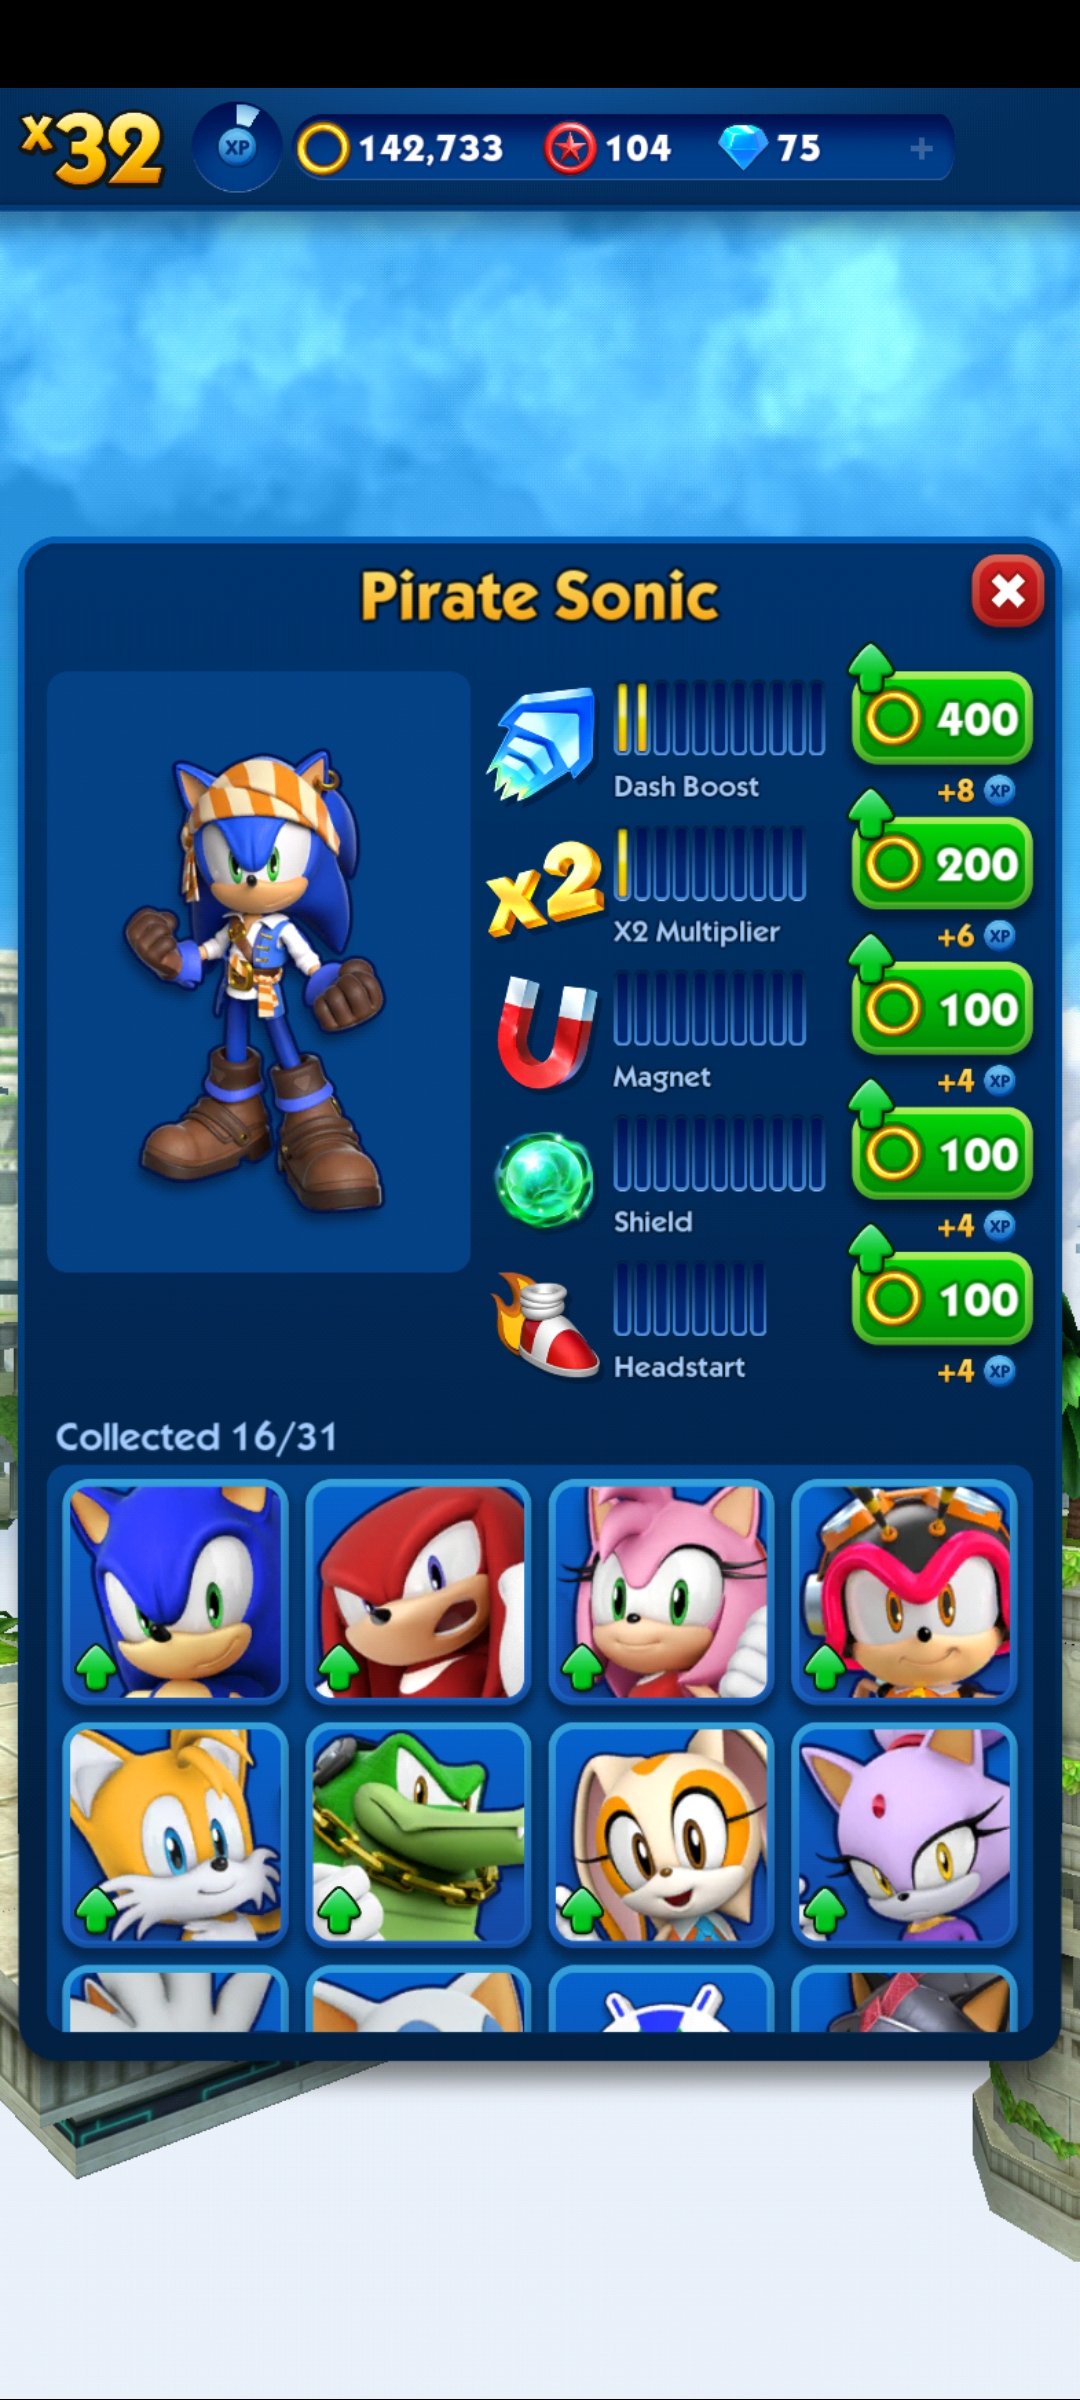 x32
XP
142,733
104
75
+
Pirate Sonic
400
Dash Boost
+8 XP
x2
200
X2 Multiplier
+6 XP
100
Magnet
+4 XP
100
Shield
+4 XP
100
Headstart
+4 XP
Collected 16/31